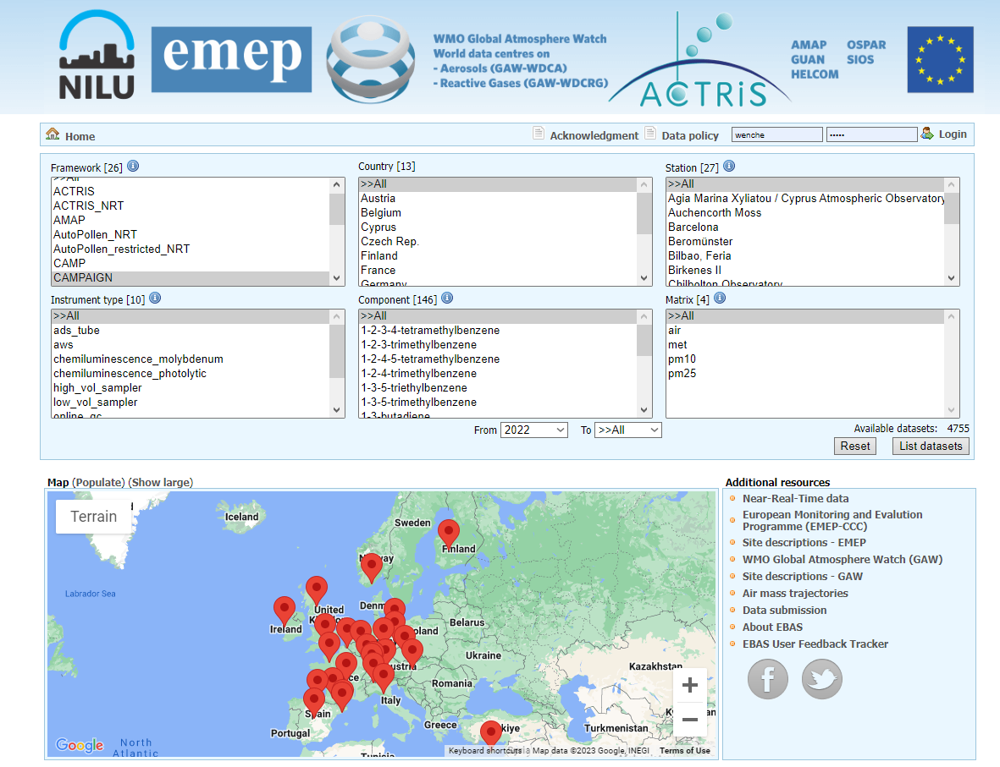 NILU
emep
WMO Global Atmosphere Watch
World data centres on
- Aerosols (GAW-WDCA)
- Reactive Gases (GAW-WDCRG)
ACTRiS
AMAP OSPAR
GUAN SIOS
HELCOM
Home
Acknowledgment
Data policy
wenche
•••••
Login
Framework [26]
>>All
ACTRIS
ACTRIS_NRT
AMAP
AutoPollen_NRT
AutoPollen_restricted_NRT
CAMP
CAMPAIGN
Country [13]
>>All
Austria
Belgium
Cyprus
Czech Rep.
Finland
France
Germany
Station [27]
>>All
Agia Marina Xyliatou / Cyprus Atmospheric Observatory
Auchencorth Moss
Barcelona
Beromünster
Bilbao, Feria
Birkenes II
Chilbolton Observatory
Instrument type [10]
>>All
ads_tube
aws
chemiluminescence_molybdenum
chemiluminescence_photolytic
high_vol_sampler
low_vol_sampler
online_gc
Component [146]
>>All
1-2-3-4-tetramethylbenzene
1-2-3-trimethylbenzene
1-2-4-5-tetramethylbenzene
1-2-4-trimethylbenzene
1-3-5-triethylbenzene
1-3-5-trimethylbenzene
1-3-butadiene
Matrix [4]
>>All
air
met
pm10
pm25
From 2022 To >>All
Available datasets: 4755
Reset
List datasets
Map (Populate) (Show large)
Terrain
Iceland
Sweden
Finland
Norway
Labrador Sea
United
Ireland
Denm
Poland
Belarus
Ukraine
Kazakhstan
Austria
Romania
Italy
Spain
Portugal
Greece
Turkmenistan
North
Atlantic
Tunisia
Google
+
−
Keyboard shortcuts
Map data ©2023 Google, INEGI
Terms of Use
Additional resources
Near-Real-Time data
European Monitoring and Evalution
Programme (EMEP-CCC)
Site descriptions - EMEP
WMO Global Atmosphere Watch (GAW)
Site descriptions - GAW
Air mass trajectories
Data submission
About EBAS
EBAS User Feedback Tracker